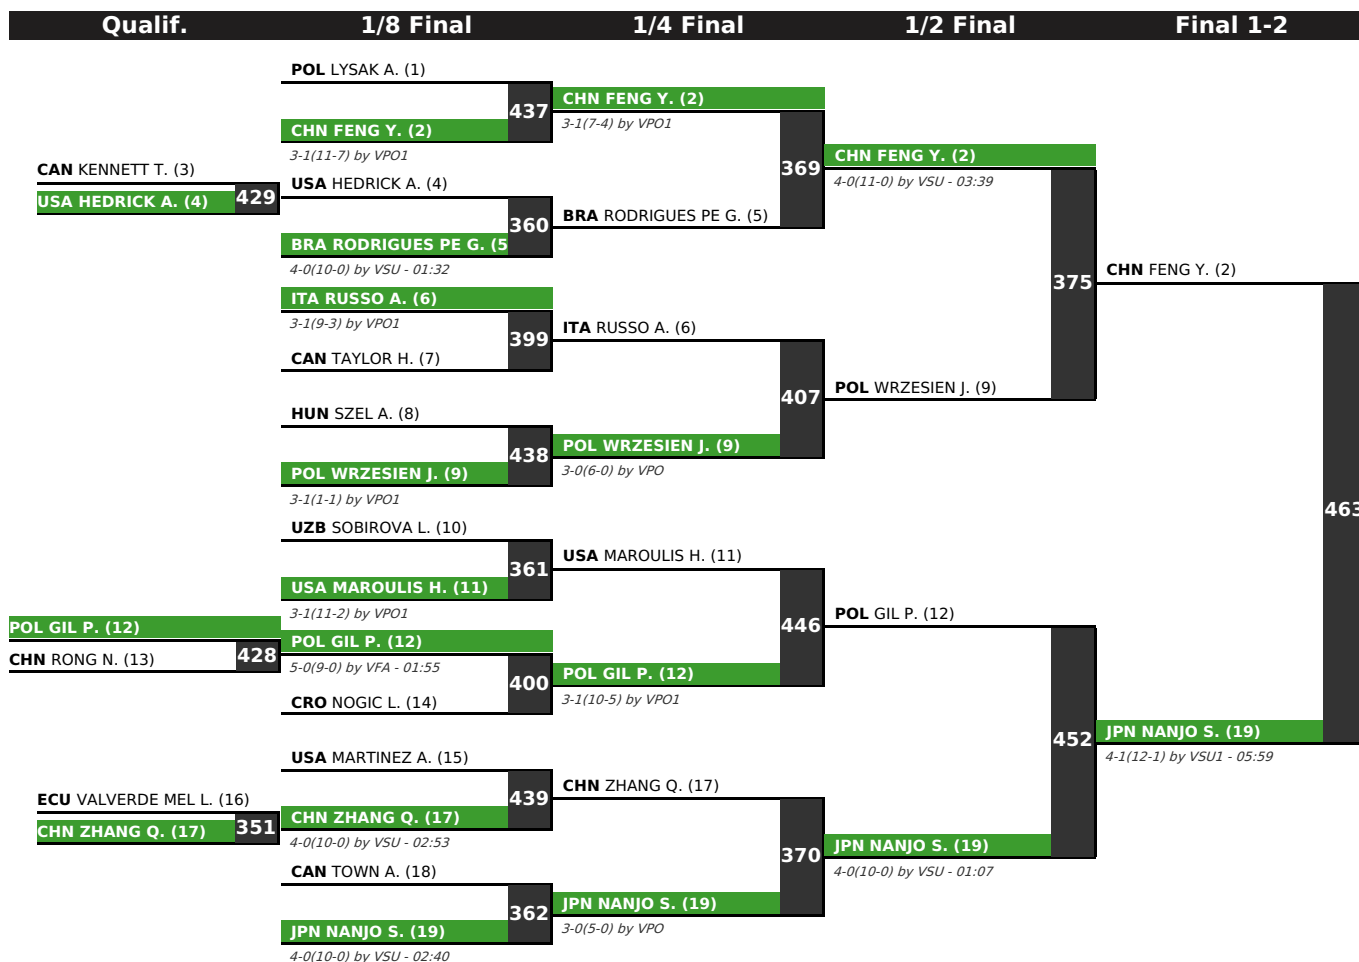 Qualif.
1/8 Final
1/4 Final
1/2 Final
Final 1-2
CAN KENNETT T. (3)
USA HEDRICK A. (4)
429
POL GIL P. (12)
CHN RONG N. (13)
428
ECU VALVERDE MEL L. (16)
CHN ZHANG Q. (17)
351
POL LYSAK A. (1)
437
CHN FENG Y. (2)
3-1(11-7) by VPO1
USA HEDRICK A. (4)
360
BRA RODRIGUES PE G. (5
4-0(10-0) by VSU - 01:32
ITA RUSSO A. (6)
3-1(9-3) by VPO1
399
CAN TAYLOR H. (7)
HUN SZEL A. (8)
438
POL WRZESIEN J. (9)
3-1(1-1) by VPO1
UZB SOBIROVA L. (10)
361
USA MAROULIS H. (11)
3-1(11-2) by VPO1
POL GIL P. (12)
5-0(9-0) by VFA - 01:55
400
CRO NOGIC L. (14)
USA MARTINEZ A. (15)
439
CHN ZHANG Q. (17)
4-0(10-0) by VSU - 02:53
CAN TOWN A. (18)
362
JPN NANJO S. (19)
4-0(10-0) by VSU - 02:40
CHN FENG Y. (2)
3-1(7-4) by VPO1
369
BRA RODRIGUES PE G. (5)
ITA RUSSO A. (6)
407
POL WRZESIEN J. (9)
3-0(6-0) by VPO
USA MAROULIS H. (11)
446
POL GIL P. (12)
3-1(10-5) by VPO1
CHN ZHANG Q. (17)
370
JPN NANJO S. (19)
3-0(5-0) by VPO
CHN FENG Y. (2)
4-0(11-0) by VSU - 03:39
375
POL WRZESIEN J. (9)
POL GIL P. (12)
452
JPN NANJO S. (19)
4-0(10-0) by VSU - 01:07
CHN FENG Y. (2)
463
JPN NANJO S. (19)
4-1(12-1) by VSU1 - 05:59